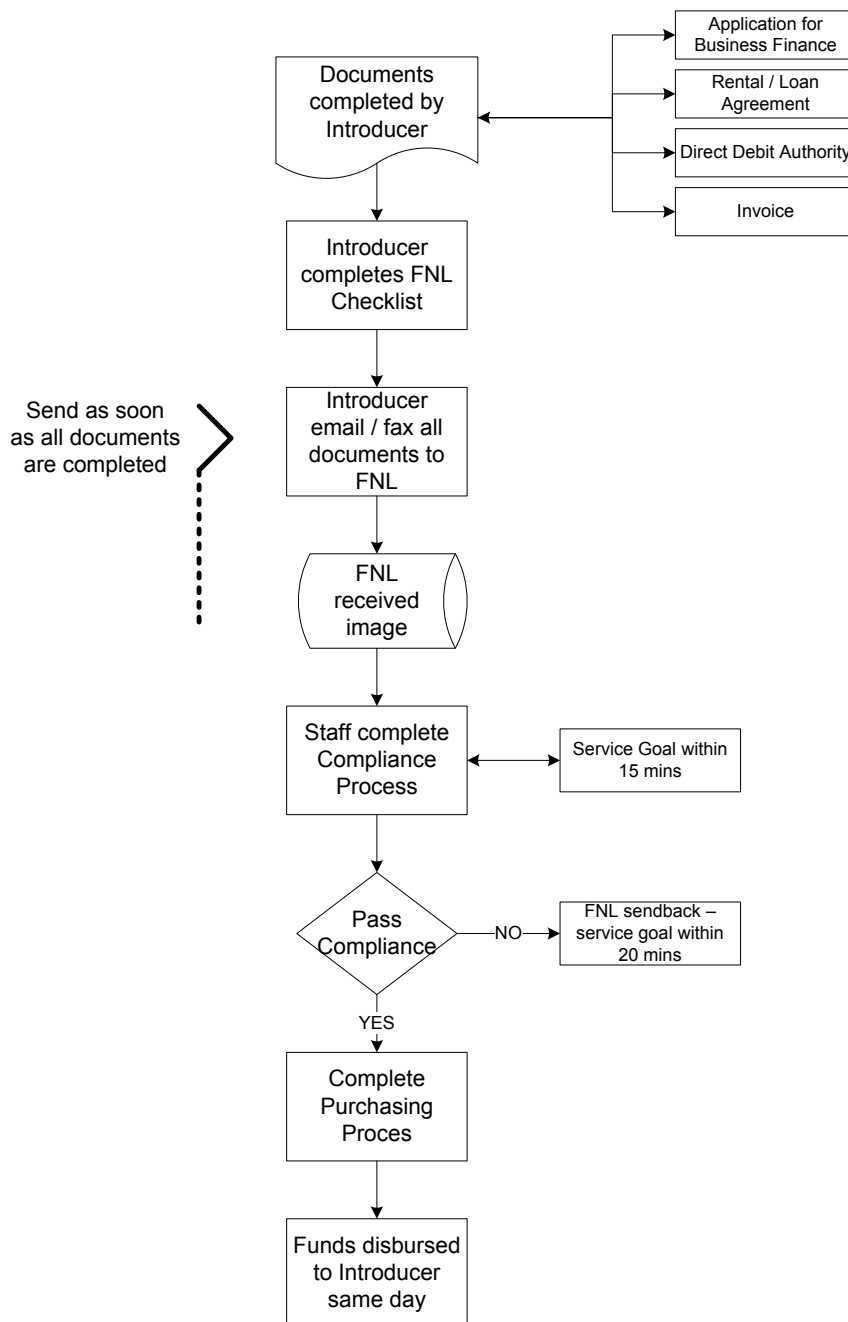 Application for
Business Finance
Documents
completed by
Introducer
Rental / Loan
Agreement
Direct Debit Authority
Invoice
Introducer
completes FNL
Checklist
Send as soon
as all documents
are completed
Introducer
email / fax all
documents to
FNL
FNL
received
image
Staff complete
Compliance
Process
Service Goal within
15 mins
Pass
Compliance
NO
FNL sendback –
service goal within
20 mins
YES
Complete
Purchasing
Proces
Funds disbursed
to Introducer
same day